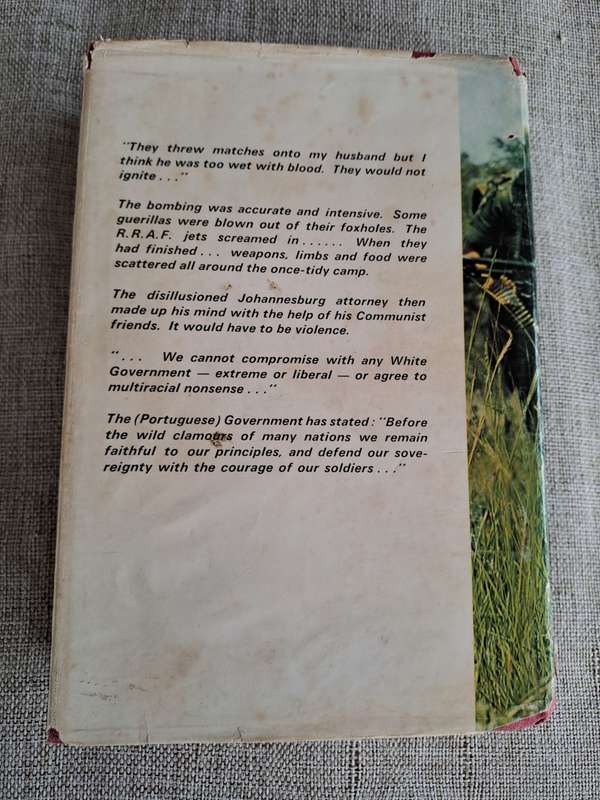 "They threw matches onto my husband but I
think he was too wet with blood. They would not
ignite . . ."
The bombing was accurate and intensive. Some
guerillas were blown out of their foxholes. The
R.R.A.F. jets screamed in . . . . . . When they
had finished . . . weapons, limbs and food were
scattered all around the once-tidy camp.
The disillusioned Johannesburg attorney then
made up his mind with the help of his Communist
friends. It would have to be violence.
". . . We cannot compromise with any White
Government — extreme or liberal — or agree to
multiracial nonsense . . ."
The (Portuguese) Government has stated: "Before
the wild clamours of many nations we remain
faithful to our principles, and defend our sove-
reignty with the courage of our soldiers . . ."